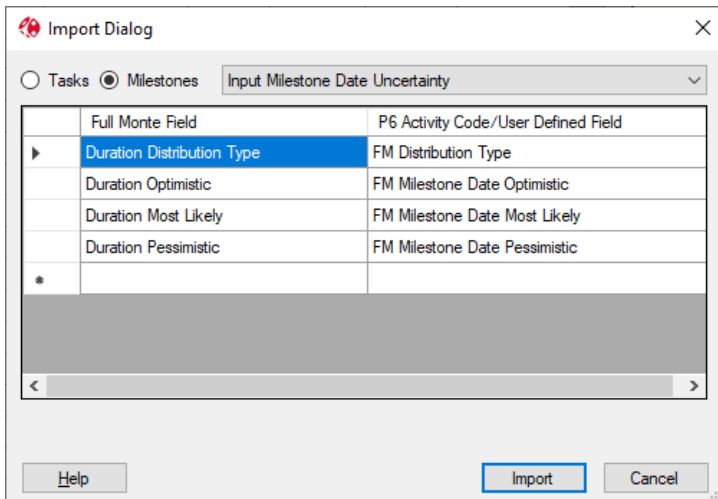 Import Dialog
Tasks Milestones Input Milestone Date Uncertainty
Full Monte Field P6 Activity Code/User Defined Field
Duration Distribution Type FM Distribution Type
Duration Optimistic FM Milestone Date Optimistic
Duration Most Likely FM Milestone Date Most Likely
Duration Pessimistic FM Milestone Date Pessimistic
Help Import Cancel